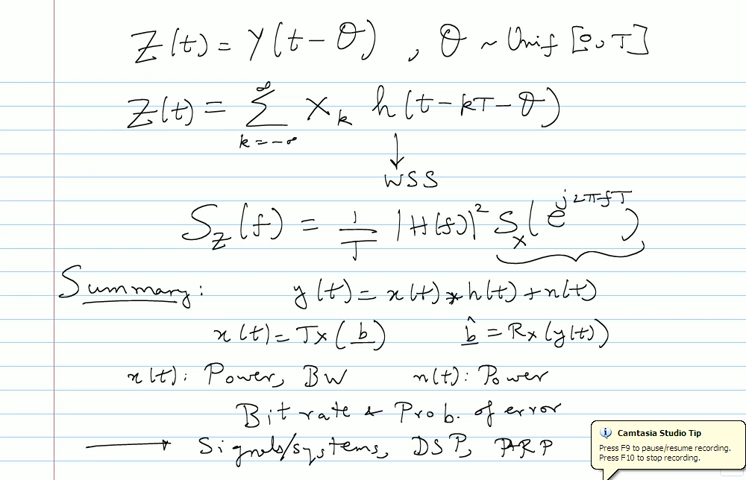 Z(t) = Y(t - θ) , θ ~ Unif [0, T]
Z(t) = ∑_{k=-∞}^{∞} X_k h(t - kT - θ)
↓
WSS
S_Z(f) = 1/T |H(f)|² S_X(e^{j2πfT})
Summary: y(t) = x(t) * h(t) + n(t)
x(t) = Tx(b) b̂ = Rx(y(t))
x(t): Power, BW n(t): Power
Bit rate & Prob. of error
→ Signals/systems, DSP, PRP
Camtasia Studio Tip
Press F9 to pause/resume recording.
Press F10 to stop recording.